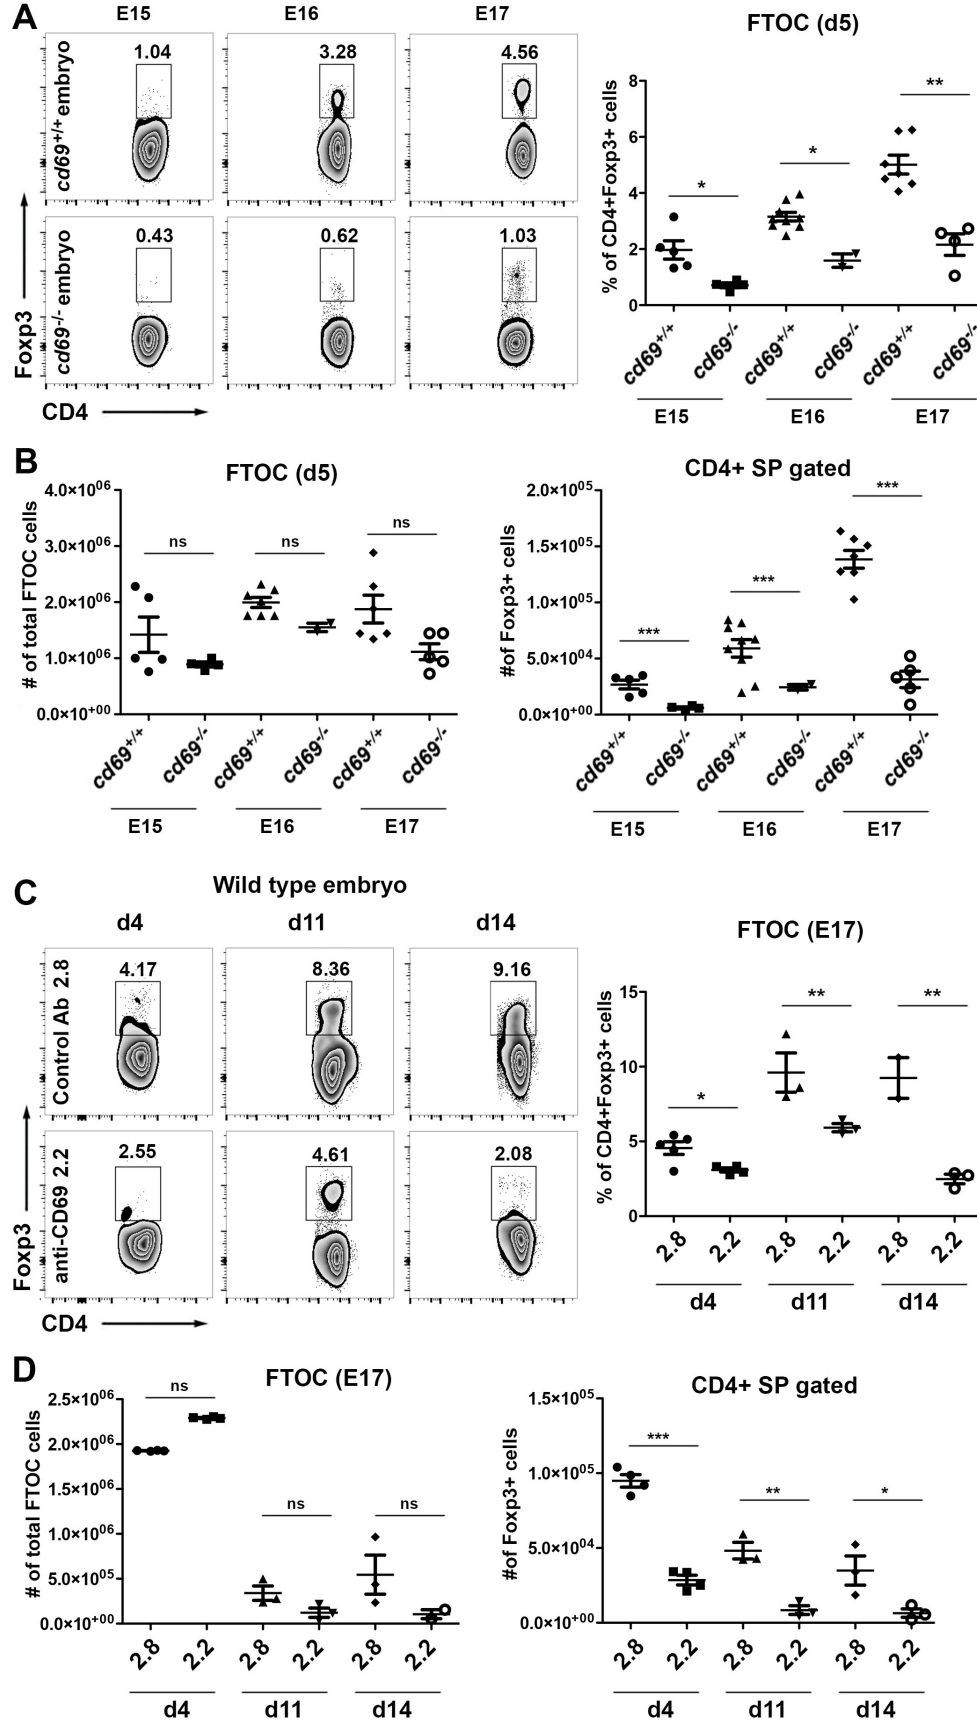 A
E15
E16
E17
cd69+/+ embryo
1.04
3.28
4.56
cd69-/- embryo
0.43
0.62
1.03
Foxp3
CD4
FTOC (d5)
% of CD4+Foxp3+ cells
8
6
4
2
0
*
*
**
cd69+/+
cd69-/-
cd69+/+
cd69-/-
cd69+/+
cd69-/-
E15
E16
E17
B
FTOC (d5)
# of total FTOC cells
4.0×10^06
3.0×10^06
2.0×10^06
1.0×10^06
0.0×10^+00
ns
ns
ns
cd69+/+
cd69-/-
cd69+/+
cd69-/-
cd69+/+
cd69-/-
E15
E16
E17
CD4+ SP gated
#of Foxp3+ cells
2.0×10^05
1.5×10^05
1.0×10^05
5.0×10^04
0.0×10^+00
***
***
***
cd69+/+
cd69-/-
cd69+/+
cd69-/-
cd69+/+
cd69-/-
E15
E16
E17
C
Wild type embryo
d4
d11
d14
Control Ab 2.8
4.17
8.36
9.16
anti-CD69 2.2
2.55
4.61
2.08
Foxp3
CD4
FTOC (E17)
% of CD4+Foxp3+ cells
15
10
5
0
*
**
**
2.8
2.2
2.8
2.2
2.8
2.2
d4
d11
d14
D
FTOC (E17)
# of total FTOC cells
2.5×10^06
2.0×10^06
1.5×10^06
1.0×10^06
5.0×10^05
0.0×10^+00
ns
ns
ns
2.8
2.2
2.8
2.2
2.8
2.2
d4
d11
d14
CD4+ SP gated
#of Foxp3+ cells
1.5×10^05
1.0×10^05
5.0×10^04
0.0×10^+00
***
**
*
2.8
2.2
2.8
2.2
2.8
2.2
d4
d11
d14